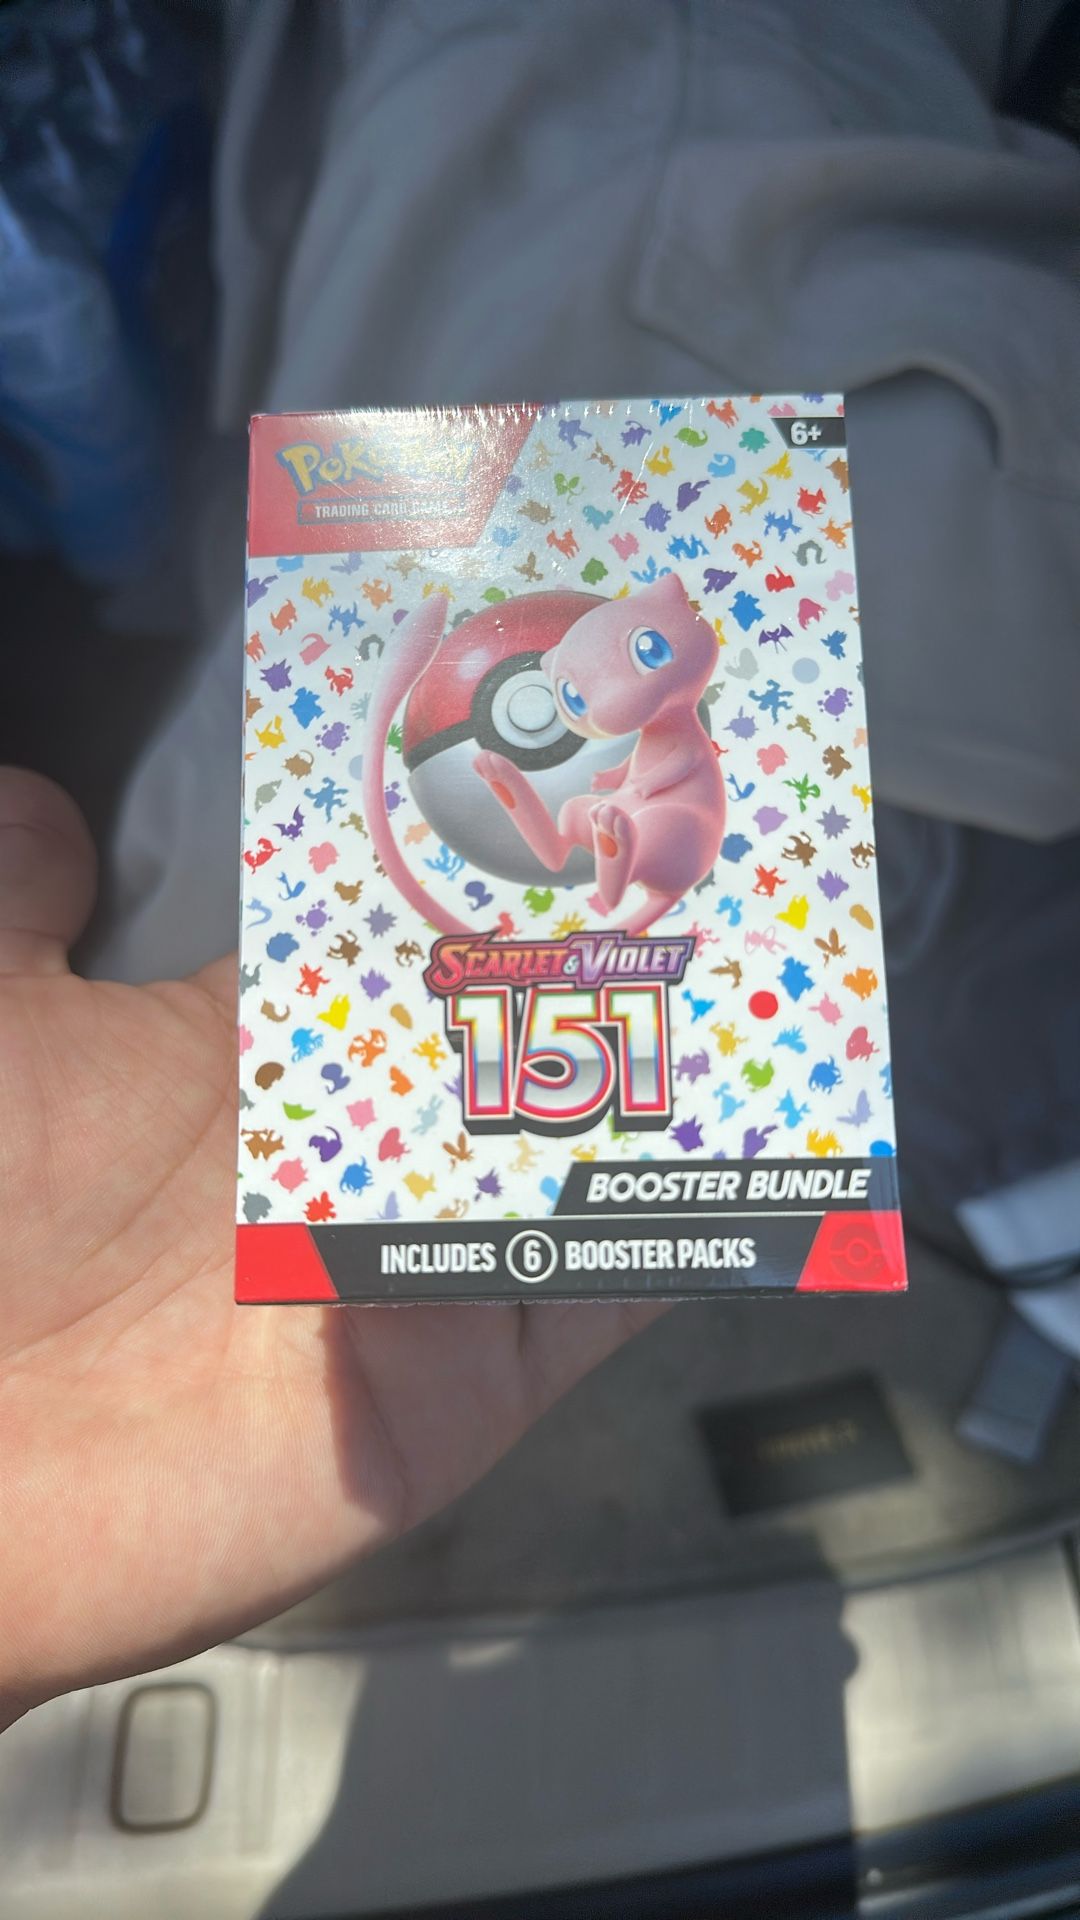 6+
POKéMON
TRADING CARD GAME
SCARLET & VIOLET
151
BOOSTER BUNDLE
INCLUDES 6 BOOSTER PACKS